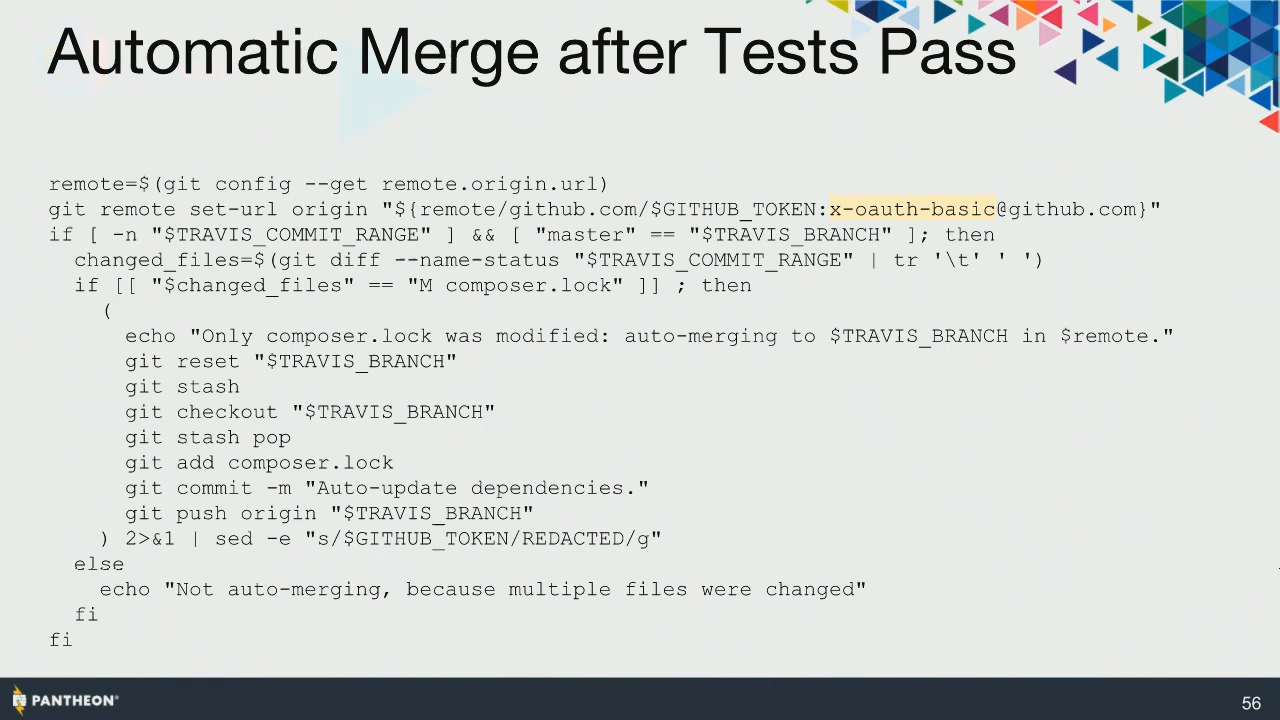 Automatic Merge after Tests Pass
remote=$(git config --get remote.origin.url)
git remote set-url origin "${remote/github.com/$GITHUB_TOKEN:x-oauth-basic@github.com}"
if [ -n "$TRAVIS_COMMIT_RANGE" ] && [ "master" == "$TRAVIS_BRANCH" ]; then
  changed_files=$(git diff --name-status "$TRAVIS_COMMIT_RANGE" | tr '\t' ' ')
  if [[ "$changed_files" == "M composer.lock" ]] ; then
    (
      echo "Only composer.lock was modified: auto-merging to $TRAVIS_BRANCH in $remote."
      git reset "$TRAVIS_BRANCH"
      git stash
      git checkout "$TRAVIS_BRANCH"
      git stash pop
      git add composer.lock
      git commit -m "Auto-update dependencies."
      git push origin "$TRAVIS_BRANCH"
    ) 2>&1 | sed -e "s/$GITHUB_TOKEN/REDACTED/g"
  else
    echo "Not auto-merging, because multiple files were changed"
  fi
fi
PANTHEON
56